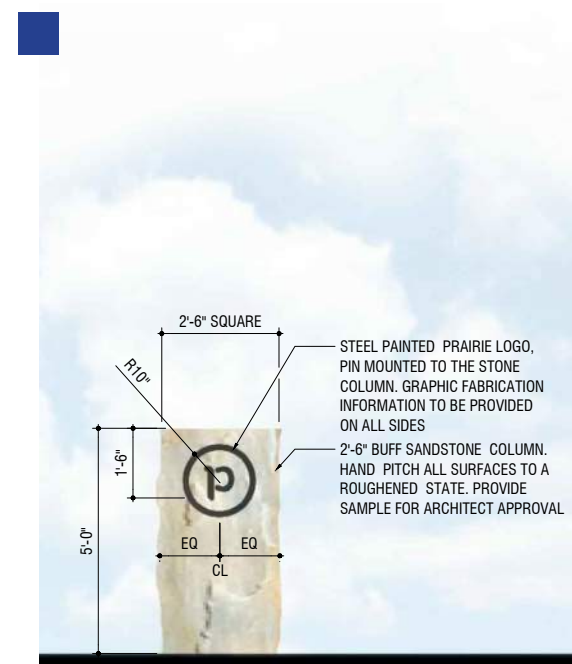 2'-6" SQUARE
R10"
STEEL PAINTED PRAIRIE LOGO,
PIN MOUNTED TO THE STONE
COLUMN. GRAPHIC FABRICATION
INFORMATION TO BE PROVIDED
ON ALL SIDES
2'-6" BUFF SANDSTONE COLUMN.
HAND PITCH ALL SURFACES TO A
ROUGHENED STATE. PROVIDE
SAMPLE FOR ARCHITECT APPROVAL
1'-6"
p
5'-0"
EQ EQ
CL